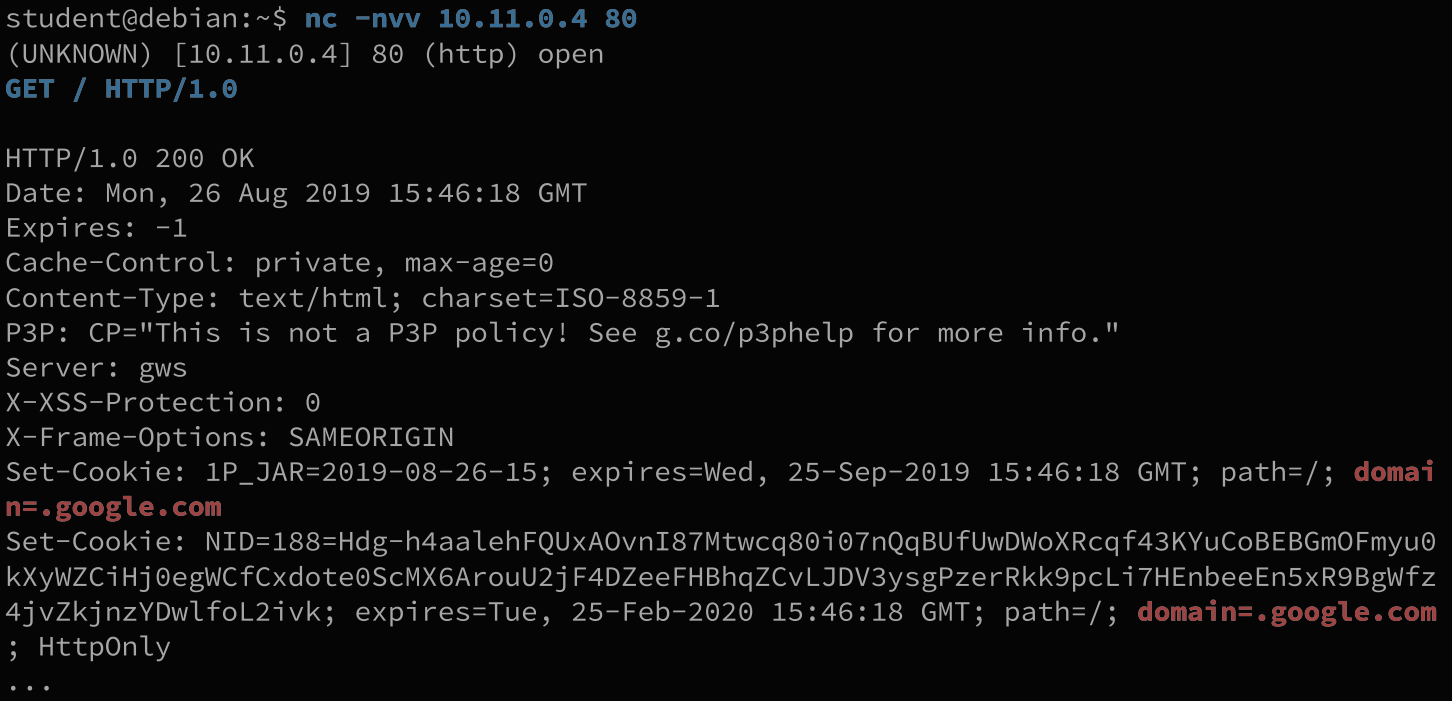 student@debian:~$ nc -nvv 10.11.0.4 80
(UNKNOWN) [10.11.0.4] 80 (http) open
GET / HTTP/1.0
HTTP/1.0 200 OK
Date: Mon, 26 Aug 2019 15:46:18 GMT
Expires: -1
Cache-Control: private, max-age=0
Content-Type: text/html; charset=ISO-8859-1
P3P: CP="This is not a P3P policy! See g.co/p3phelp for more info."
Server: gws
X-XSS-Protection: 0
X-Frame-Options: SAMEORIGIN
Set-Cookie: 1P_JAR=2019-08-26-15; expires=Wed, 25-Sep-2019 15:46:18 GMT; path=/; domai
n=.google.com
Set-Cookie: NID=188=Hdg-h4aalehFQUxAOvnI87Mtwcq80i07nQqBUfUwDWoXRcqf43KYuCoBEBGmOFmyu0
kXyWZCiHj0egWCfCxdote0ScMX6ArouU2jF4DZeeFHBhqZCvLJDV3ysgPzerRkk9pcLi7HEnbeeEn5xR9BgWfz
4jvZkjnzYDwlfoL2ivk; expires=Tue, 25-Feb-2020 15:46:18 GMT; path=/; domain=.google.com
; HttpOnly
...